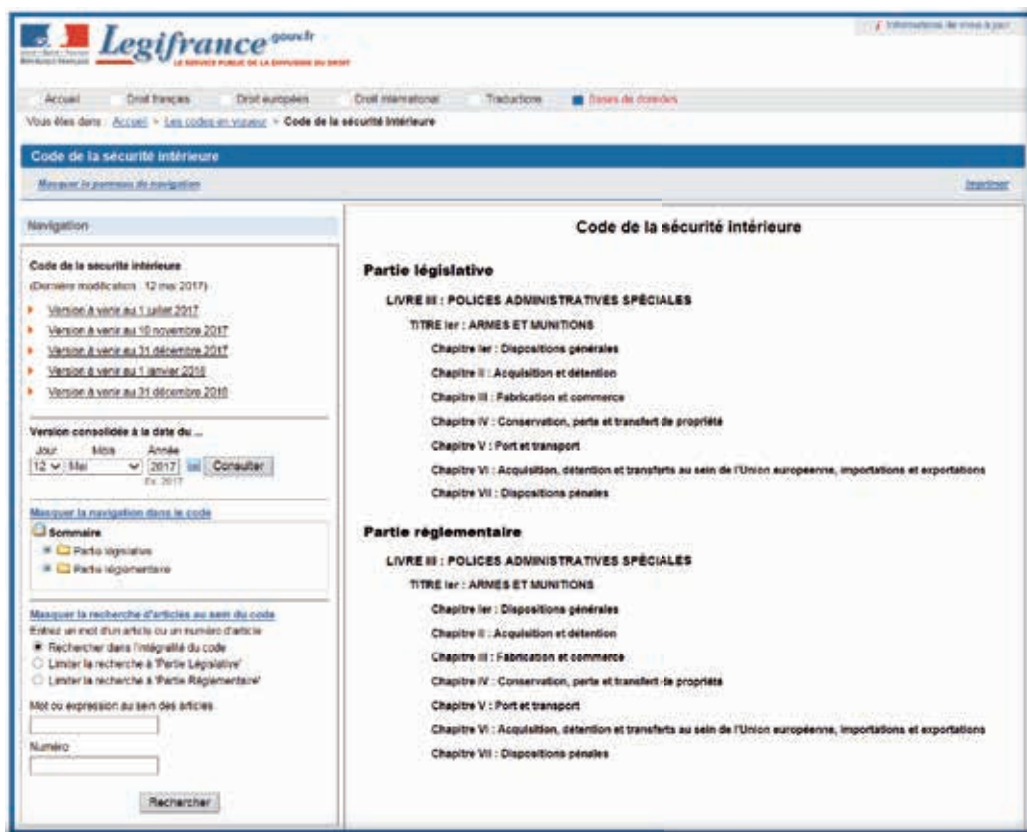 Legifrance.gouv.fr
LE SERVICE PUBLIC DE LA DIFFUSION DU DROIT
Informations de mise à jour
Accueil Droit français Droit européen Droit international Traductions Bases de données
Vous êtes dans : Accueil > Les codes en vigueur > Code de la sécurité intérieure
Code de la sécurité intérieure
Masquer le panneau de navigation
Imprimer
Navigation
Code de la sécurité intérieure
(Dernière modification : 12 mai 2017)
Version à venir au 1 juillet 2017
Version à venir au 10 novembre 2017
Version à venir au 31 décembre 2017
Version à venir au 1 janvier 2018
Version à venir au 31 décembre 2018
Version consolidée à la date du ...
Jour Mois Année
12 Mai 2017 Consulter
Ex. 2017
Masquer la navigation dans le code
Sommaire
Partie législative
Partie réglementaire
Masquer la recherche d'articles au sein du code
Entrez un mot d'un article ou un numéro d'article
Rechercher dans l'intégralité du code
Limiter la recherche à 'Partie Législative'
Limiter la recherche à 'Partie Réglementaire'
Mot ou expression au sein des articles
Numéro
Rechercher
Code de la sécurité intérieure
Partie législative
LIVRE III : POLICES ADMINISTRATIVES SPÉCIALES
TITRE Ier : ARMES ET MUNITIONS
Chapitre Ier : Dispositions générales
Chapitre II : Acquisition et détention
Chapitre III : Fabrication et commerce
Chapitre IV : Conservation, perte et transfert de propriété
Chapitre V : Port et transport
Chapitre VI : Acquisition, détention et transferts au sein de l'Union européenne, importations et exportations
Chapitre VII : Dispositions pénales
Partie réglementaire
LIVRE III : POLICES ADMINISTRATIVES SPÉCIALES
TITRE Ier : ARMES ET MUNITIONS
Chapitre Ier : Dispositions générales
Chapitre II : Acquisition et détention
Chapitre III : Fabrication et commerce
Chapitre IV : Conservation, perte et transfert de propriété
Chapitre V : Port et transport
Chapitre VI : Acquisition, détention et transferts au sein de l'Union européenne, importations et exportations
Chapitre VII : Dispositions pénales